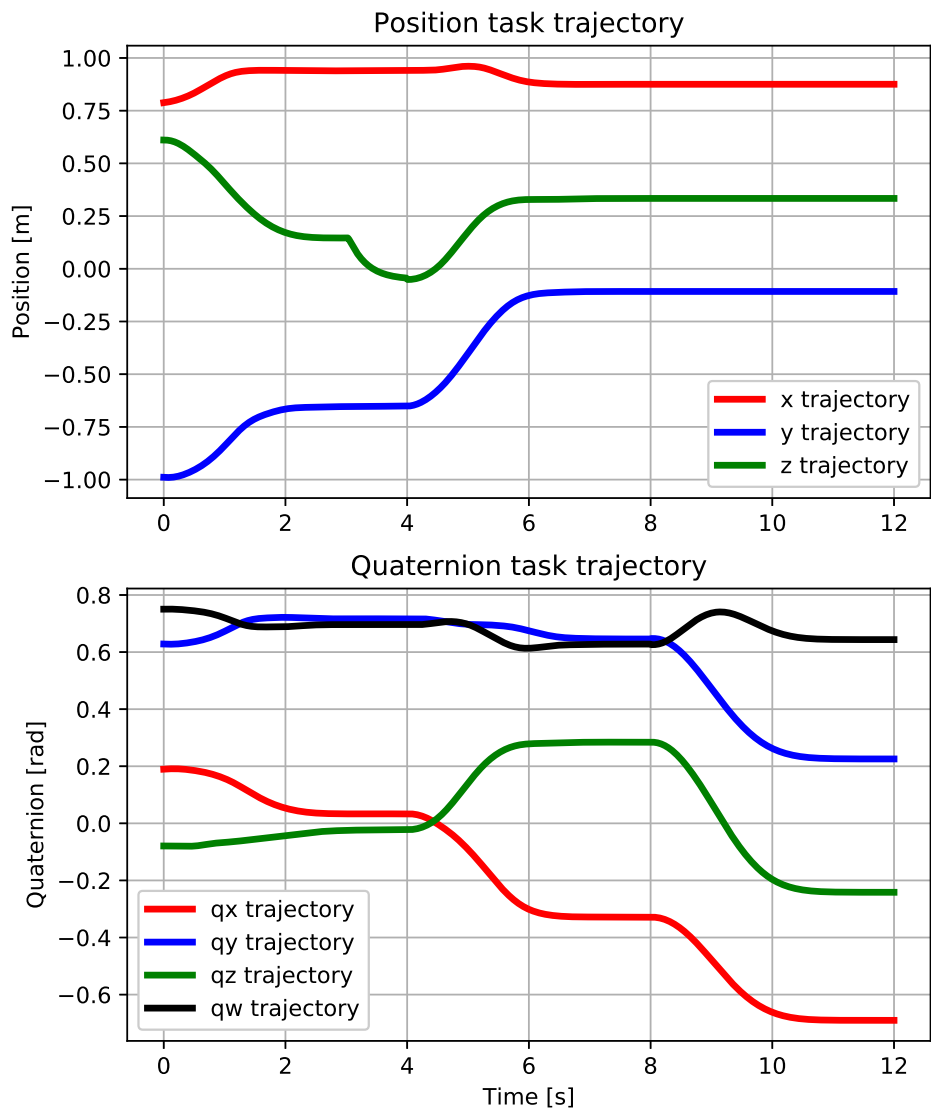 Position task trajectory
1.00
0.75
0.50
0.25
0.00
−0.25
−0.50
−0.75
−1.00
Position [m]
x trajectory
y trajectory
z trajectory
0 2 4 6 8 10 12
Quaternion task trajectory
0.8
0.6
0.4
0.2
0.0
−0.2
−0.4
−0.6
Quaternion [rad]
qx trajectory
qy trajectory
qz trajectory
qw trajectory
0 2 4 6 8 10 12
Time [s]